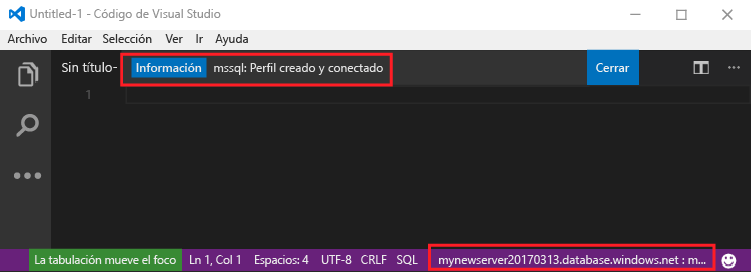 Untitled-1 - Código de Visual Studio
Archivo Editar Selección Ver Ir Ayuda
Sin título- Información mssql: Perfil creado y conectado Cerrar
1
La tabulación mueve el foco Ln 1, Col 1 Espacios: 4 UTF-8 CRLF SQL mynewserver20170313.database.windows.net : m...